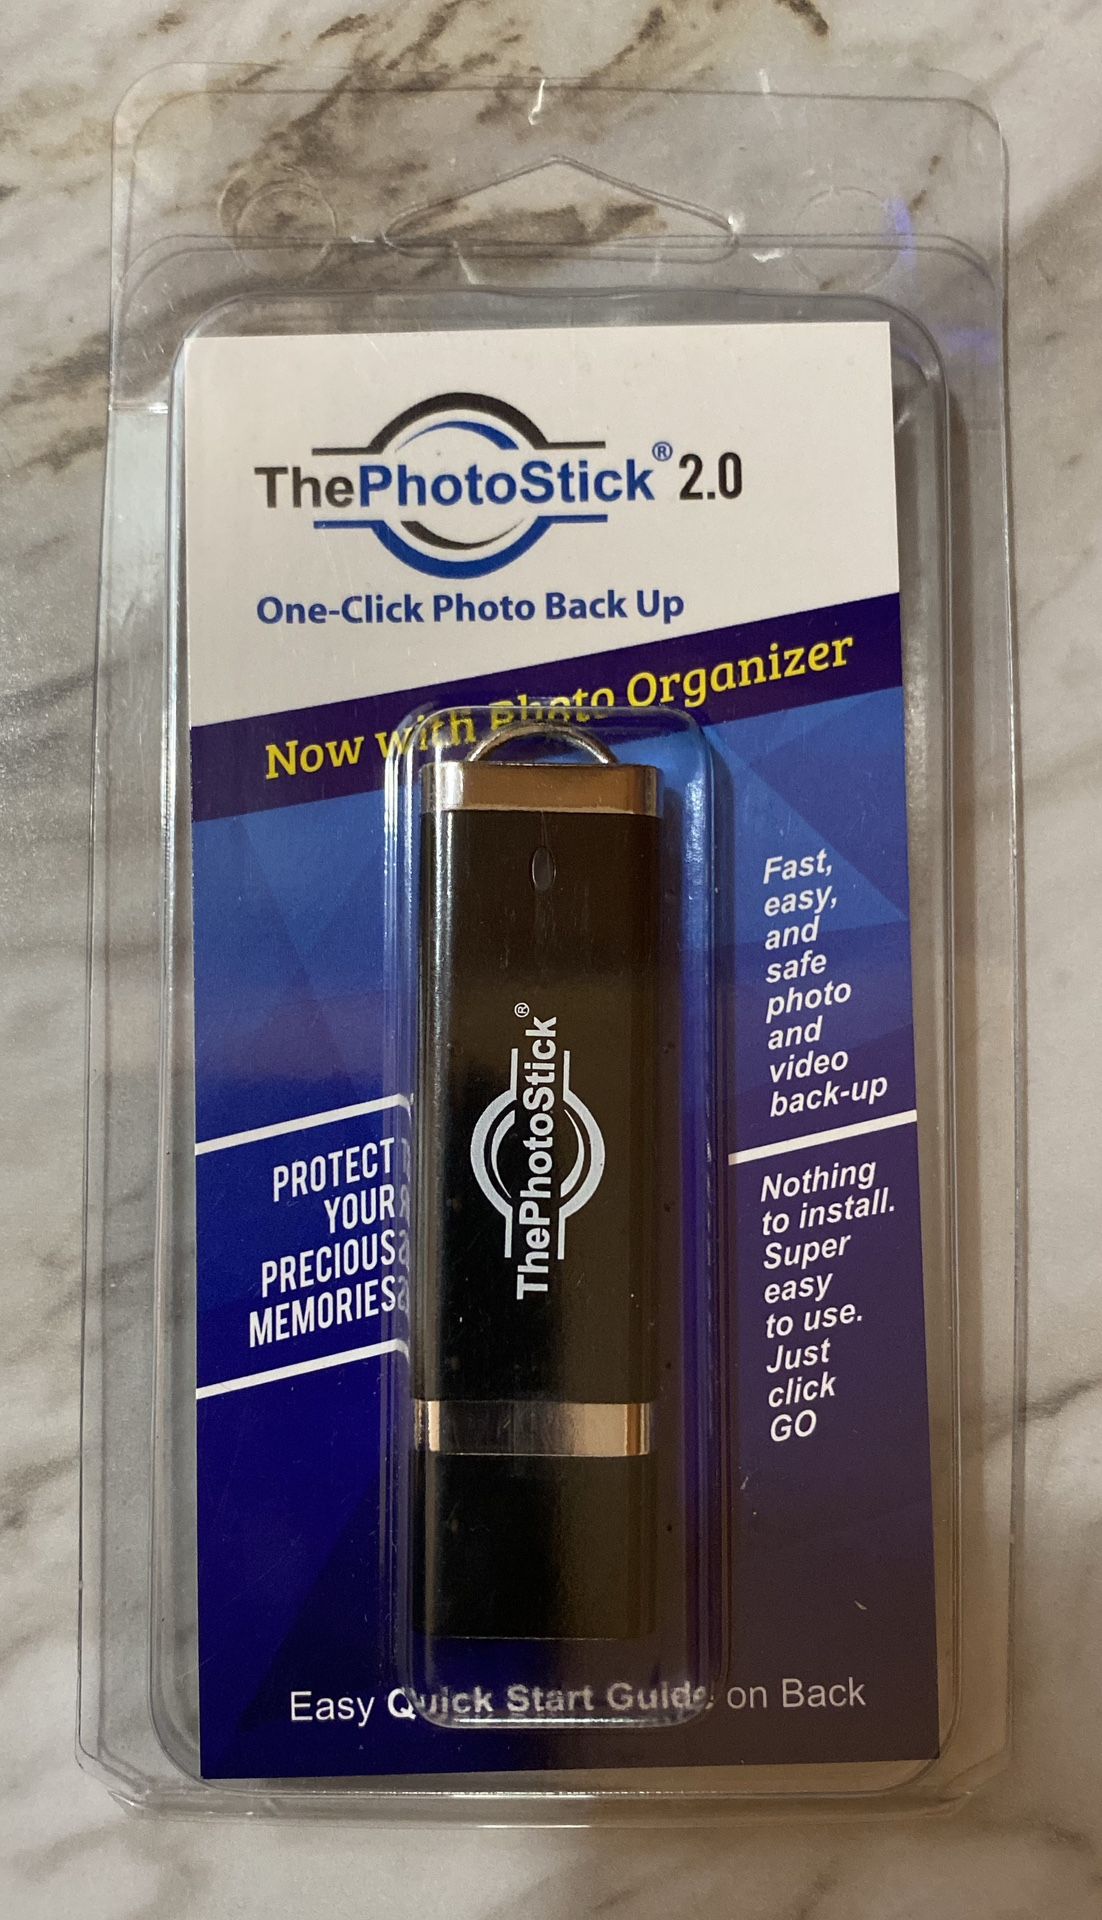 ThePhotoStick® 2.0
One-Click Photo Back Up
Now with Photo Organizer
Fast,
easy,
and
safe
photo
and
video
back-up
PROTECT
YOUR
PRECIOUS
MEMORIES
ThePhotoStick®
Nothing
to install.
Super
easy
to use.
Just
click
GO
Easy Quick Start Guide on Back